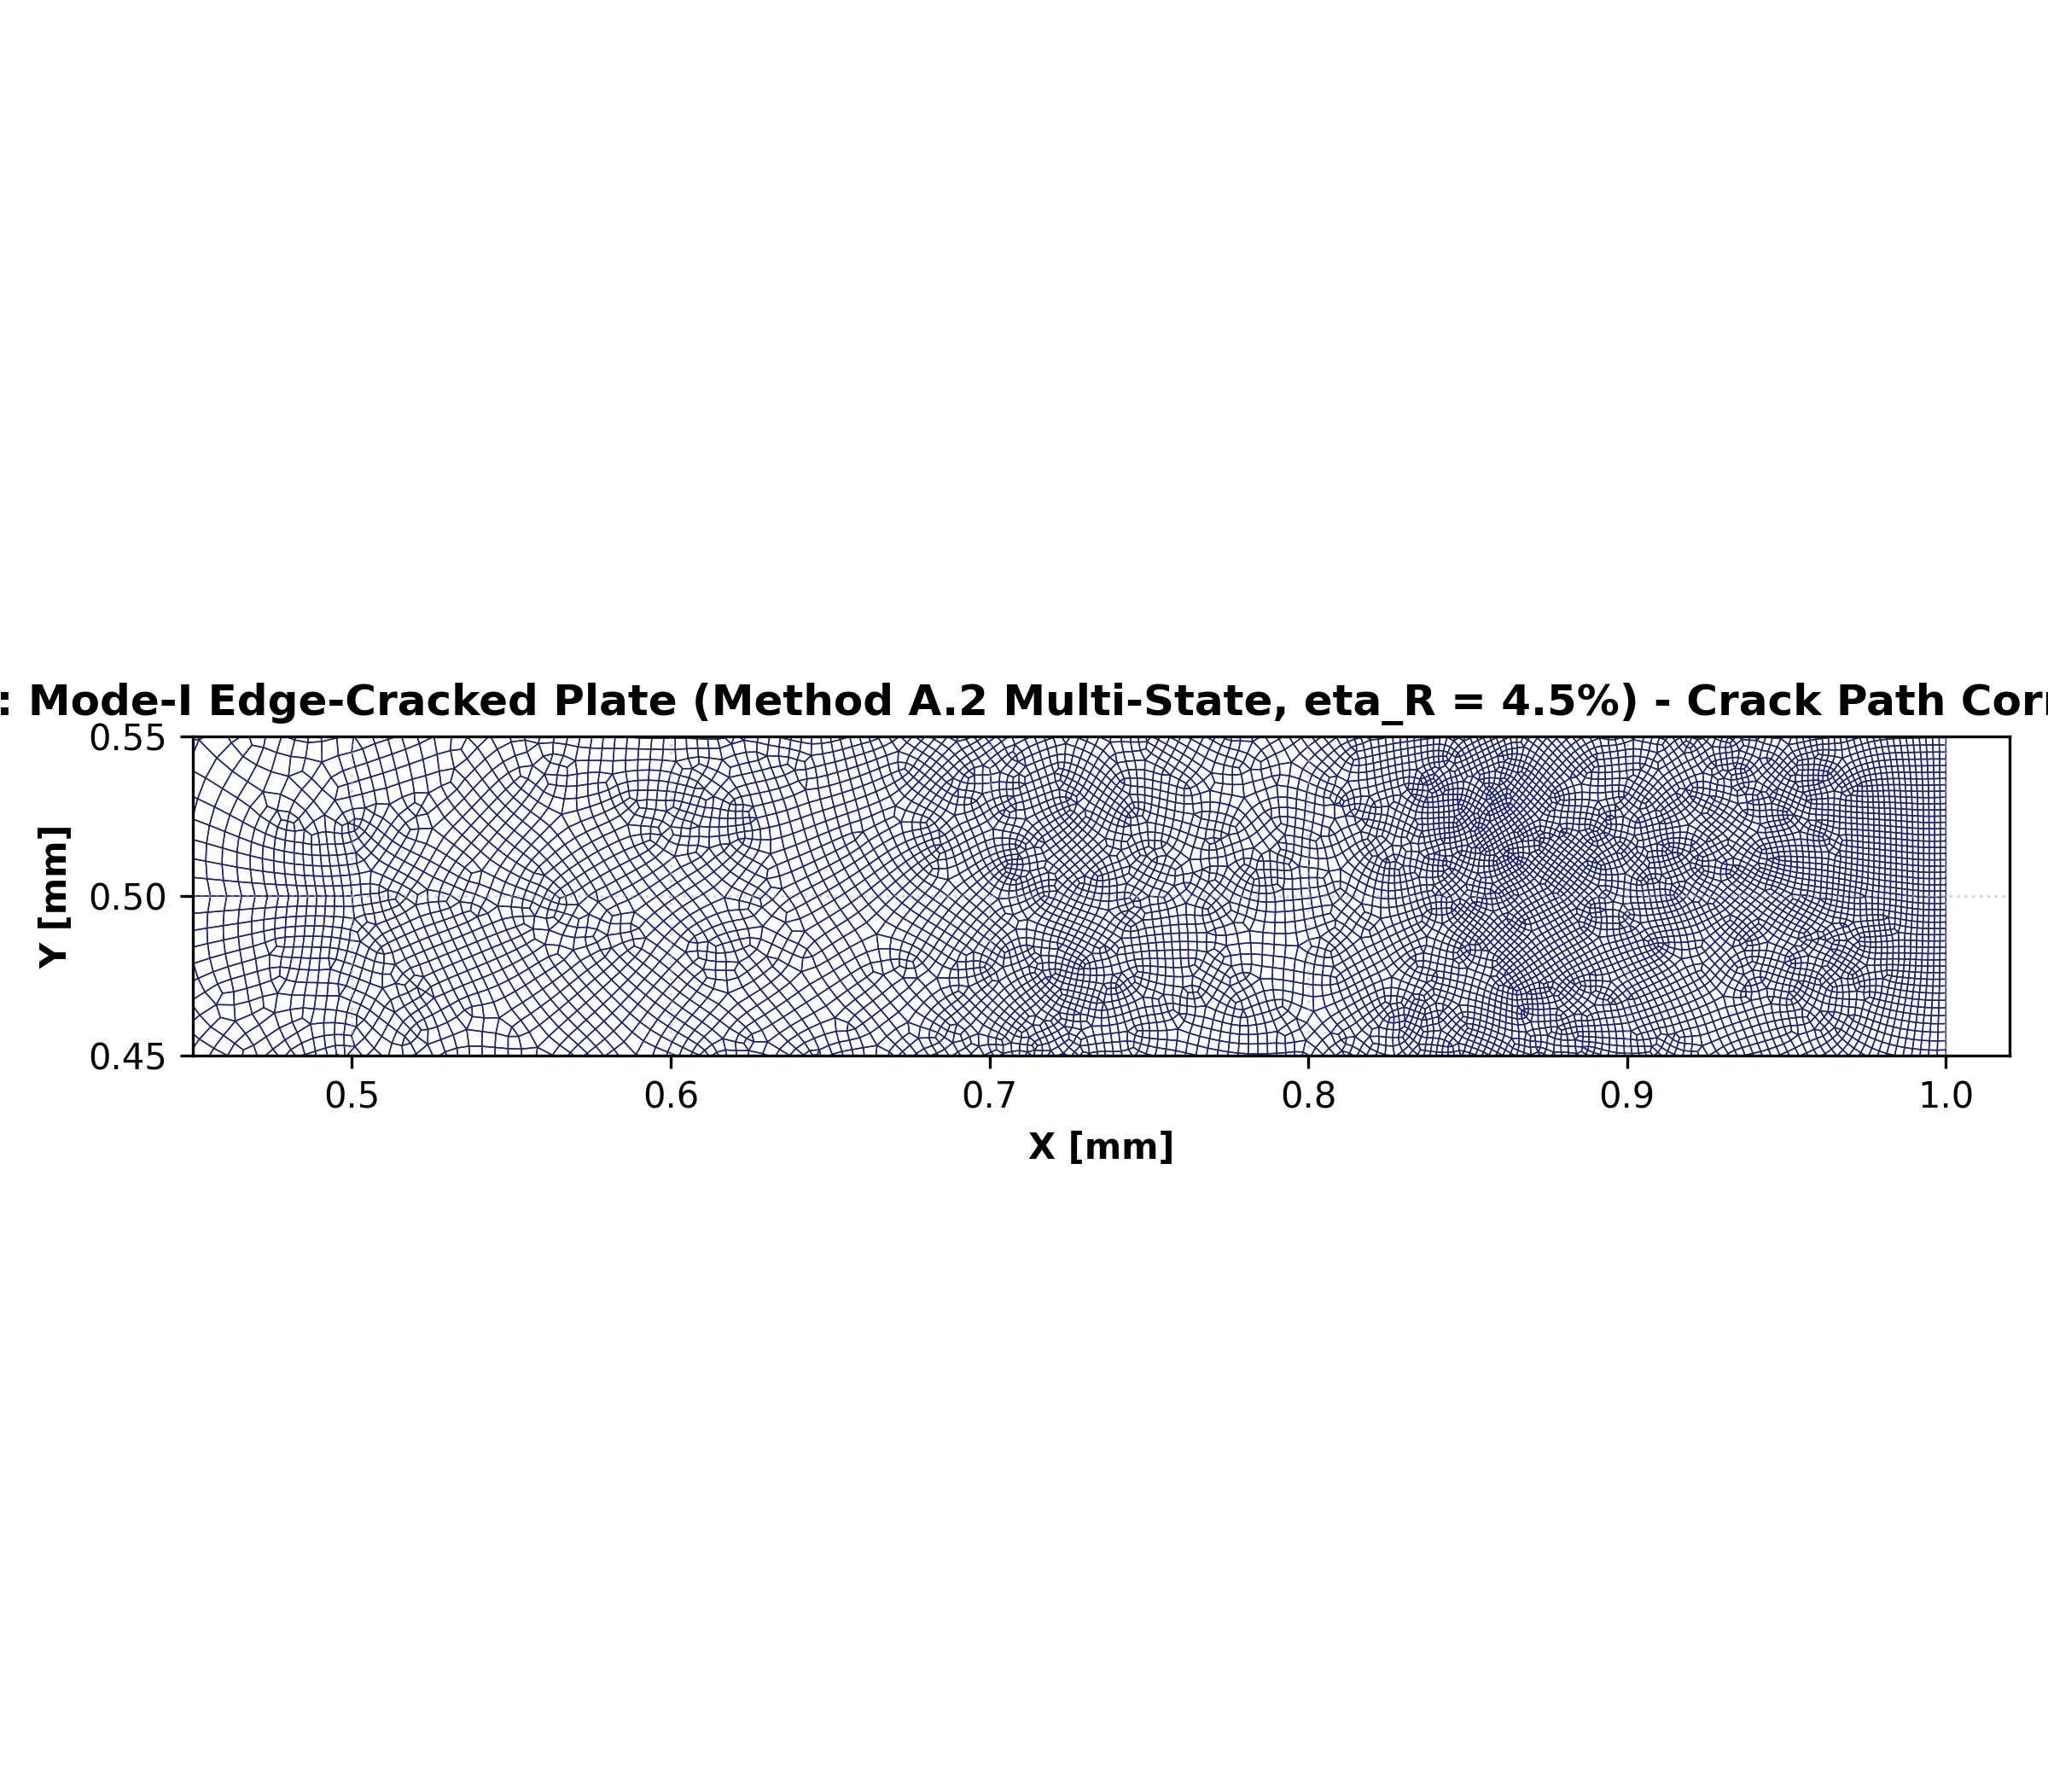 : Mode-I Edge-Cracked Plate (Method A.2 Multi-State, eta_R = 4.5%) - Crack Path
0.55
0.50
0.45
Y [mm]
0.5 0.6 0.7 0.8 0.9 1.0
X [mm]